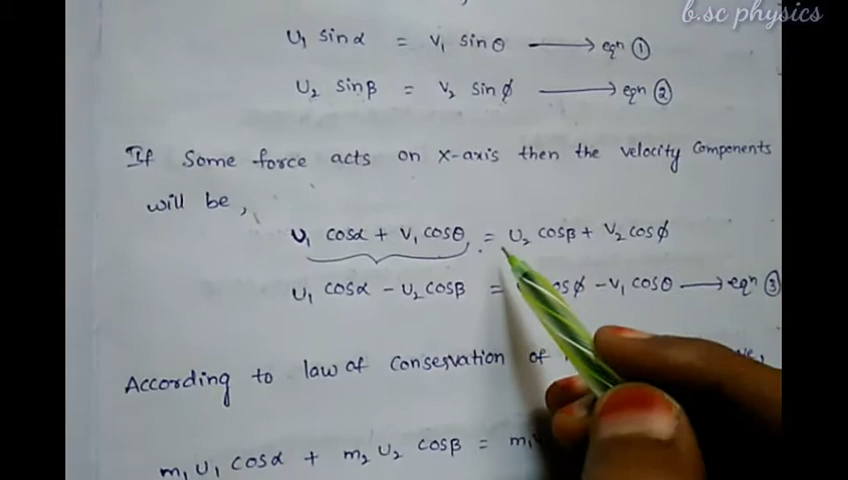 b.sc physics
U₁ sinα = V₁ sinθ ⟶ eqn ①
U₂ sinβ = V₂ sinϕ ⟶ eqn ②
If Some force acts on X-axis then the velocity Components
will be,
U₁ cosα + V₁ cosθ = U₂ cosβ + V₂ cosϕ
U₁ cosα - U₂ cosβ = cosϕ - V₁ cosθ ⟶ eqn ③
According to law of Conservation of
m₁ U₁ cosα + m₂ U₂ cosβ = m₁